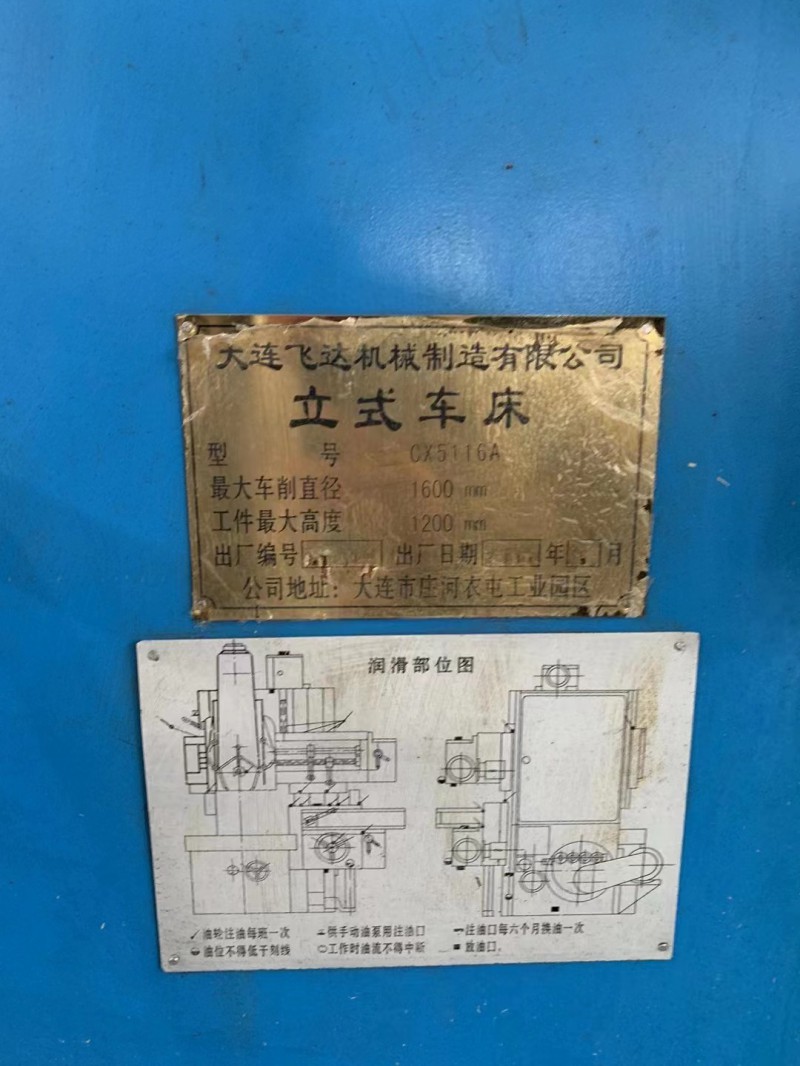 大连飞达机械制造有限公司
立式车床
型 号 CX5116A
最大车削直径 1600 mm
工件最大高度 1200 mm
出厂编号 出厂日期 年 月
公司地址：大连市庄河衣屯工业园区
润滑部位图
油轮注油每班一次 供手动油泵用注油口 注油口每六个月换油一次
油位不得低于刻线 工作时油流不得中断 放油口